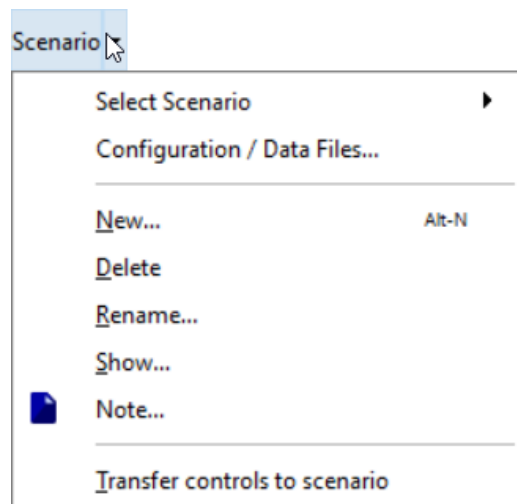 Scenario
Select Scenario
Configuration / Data Files...
New... Alt-N
Delete
Rename...
Show...
Note...
Transfer controls to scenario